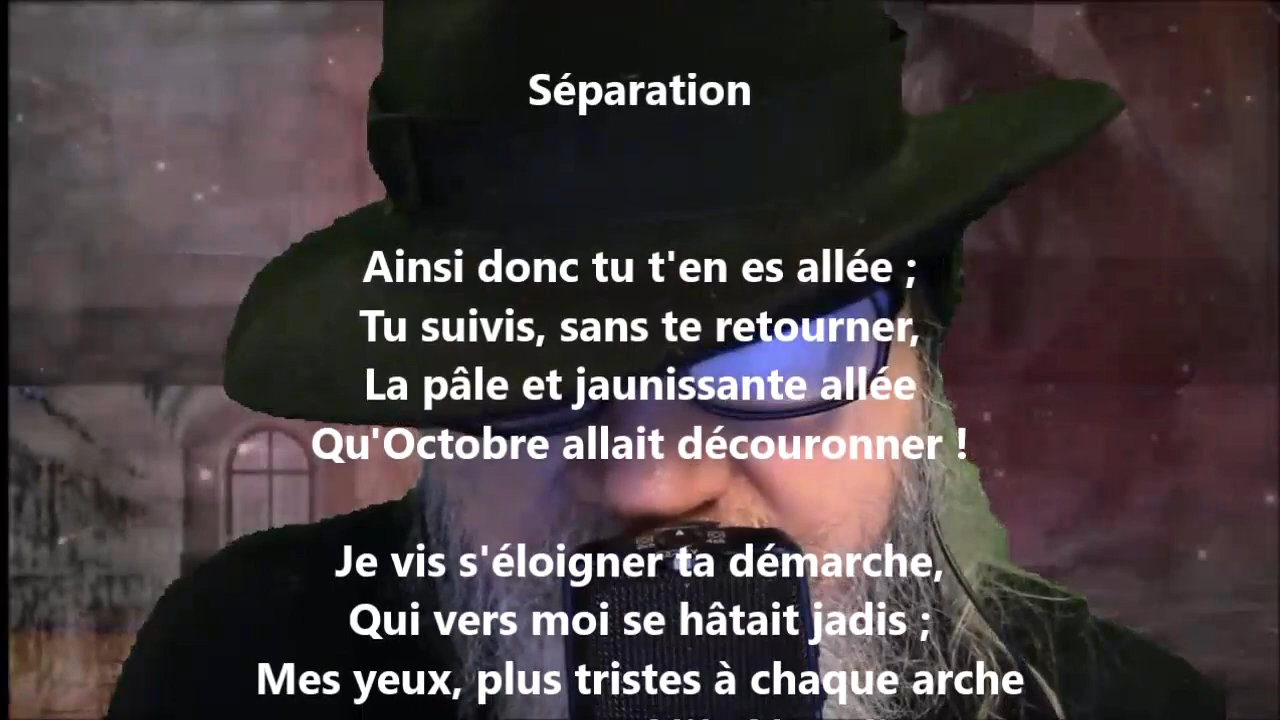 Séparation
Ainsi donc tu t'en es allée ;
Tu suivis, sans te retourner,
La pâle et jaunissante allée
Qu'Octobre allait découronner !
Je vis s'éloigner ta démarche,
Qui vers moi se hâtait jadis ;
Mes yeux, plus tristes à chaque arche